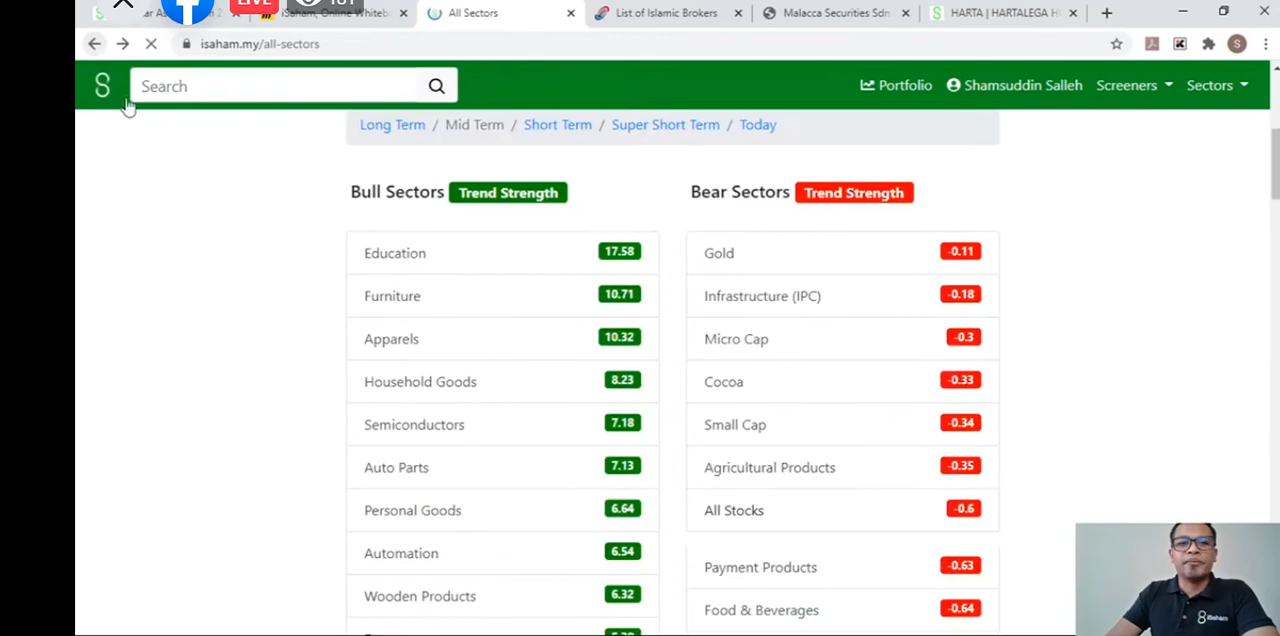 LIVE 181
iSaham, Online Whiteb
All Sectors
List of Islamic Brokers
Malacca Securities Sdn
HARTA | HARTALEGA H
isaham.my/all-sectors
S
Search
Portfolio
Shamsuddin Salleh
Screeners
Sectors
Long Term / Mid Term / Short Term / Super Short Term / Today
Bull Sectors Trend Strength
Bear Sectors Trend Strength
Education 17.58
Gold -0.11
Furniture 10.71
Infrastructure (IPC) -0.18
Apparels 10.32
Micro Cap -0.3
Household Goods 8.23
Cocoa -0.33
Semiconductors 7.18
Small Cap -0.34
Auto Parts 7.13
Agricultural Products -0.35
Personal Goods 6.64
All Stocks -0.6
Automation 6.54
Payment Products -0.63
Wooden Products 6.32
Food & Beverages -0.64
iSaham